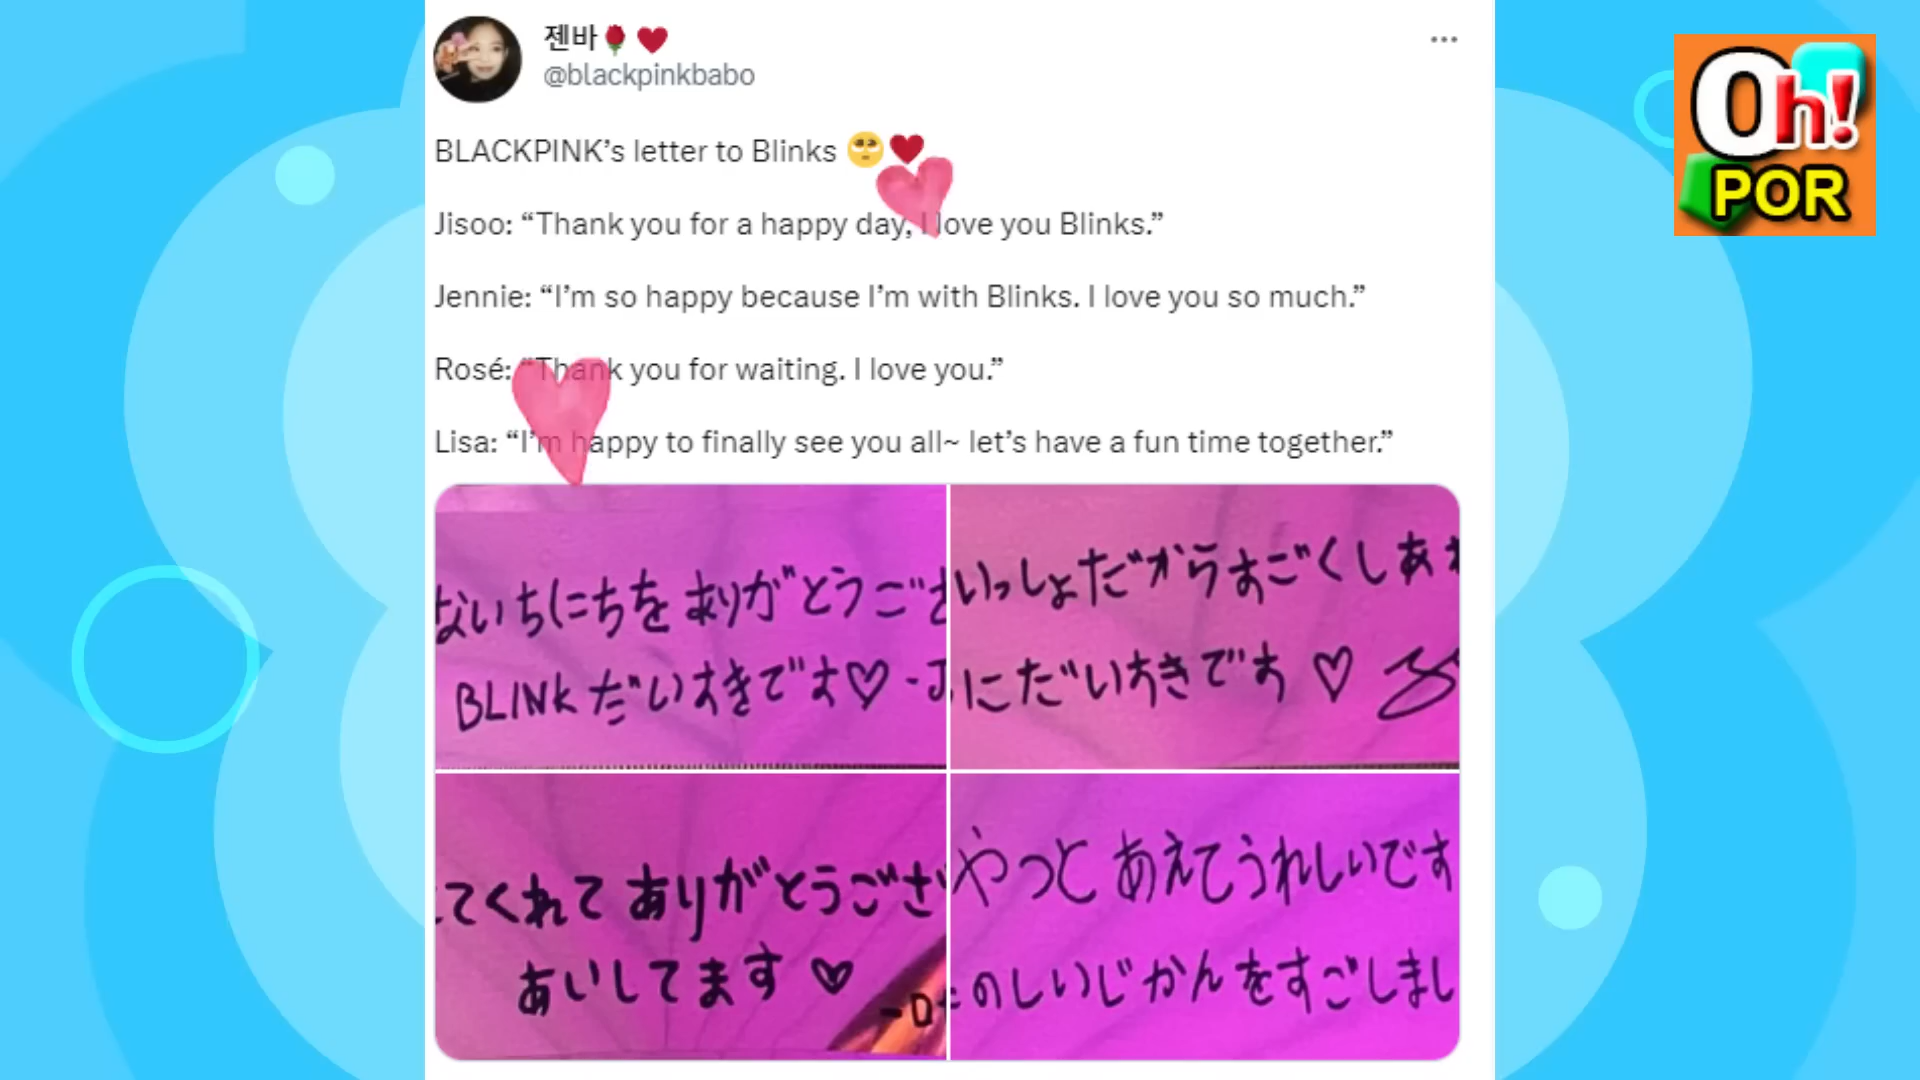 젠바🌹❤️
@blackpinkbabo
Oh!
POR
BLACKPINK’s letter to Blinks 🥺❤️
Jisoo: “Thank you for a happy day, I love you Blinks.”
Jennie: “I’m so happy because I’m with Blinks. I love you so much.”
Rosé: “Thank you for waiting. I love you.”
Lisa: “I’m happy to finally see you all~ let’s have a fun time together.”
ないちにちをありがとうござ
BLINK だいすきです♡ -J
いっしょだからすごくしあわ
にだいすきです♡
てくれてありがとうござ
あいしてます♡
やっとあえてうれしいです
たのしいじかんをすごしまし